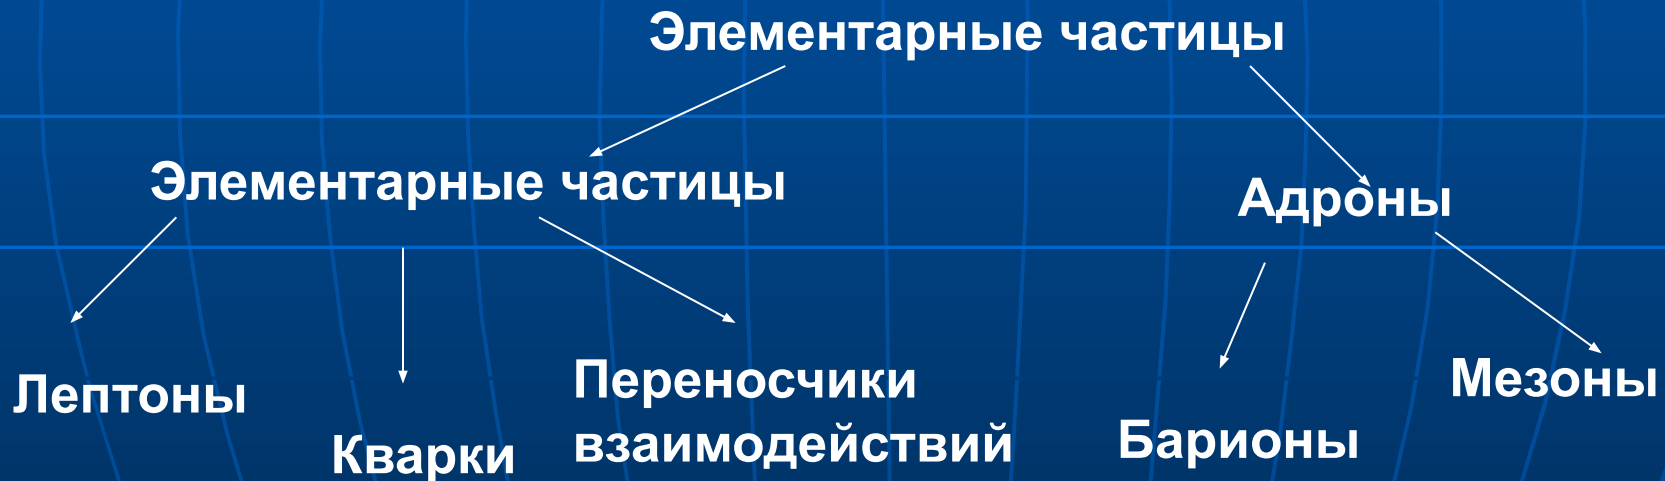 Элементарные частицы
Элементарные частицы
Адроны
Лептоны
Кварки
Переносчики
взаимодействий
Барионы
Мезоны